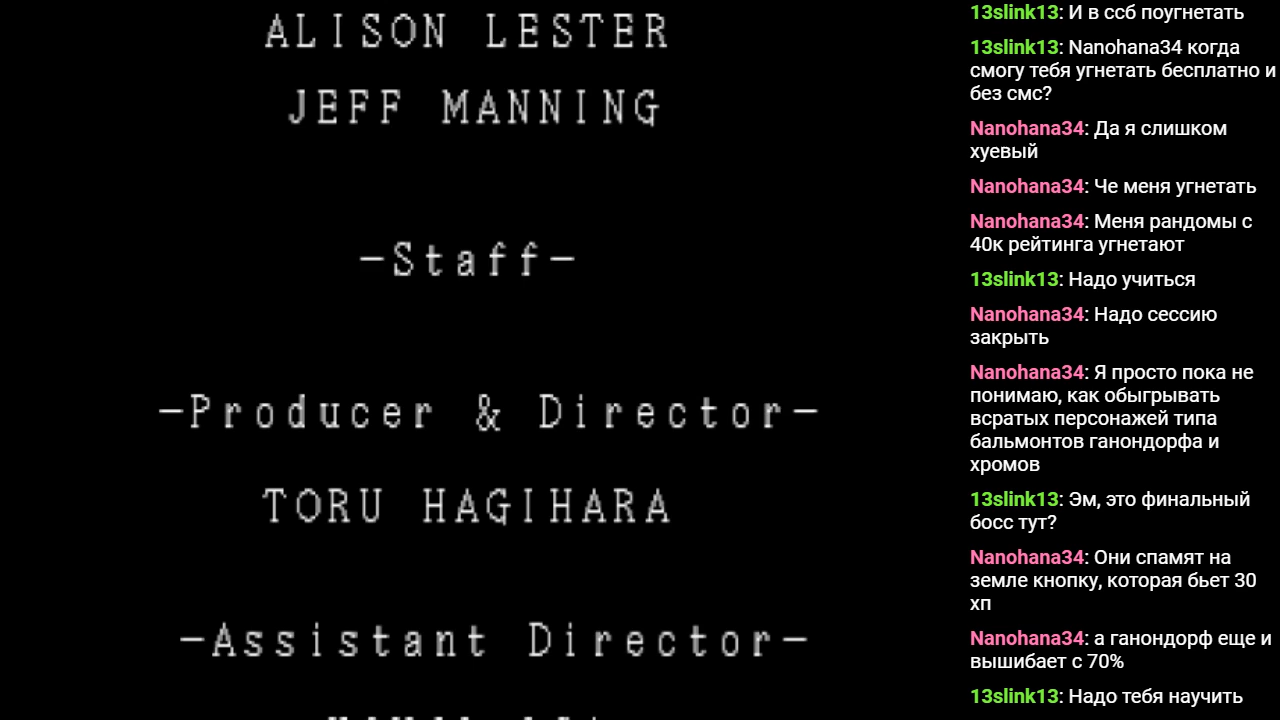 ALISON LESTER
JEFF MANNING
-Staff-
-Producer & Director-
TORU HAGIHARA
-Assistant Director-
13slink13: И в ссб поугнетать
13slink13: Nanohana34 когда
смогу тебя угнетать бесплатно и
без смс?
Nanohana34: Да я слишком
хуевый
Nanohana34: Че меня угнетать
Nanohana34: Меня рандомы с
40к рейтинга угнетают
13slink13: Надо учиться
Nanohana34: Надо сессию
закрыть
Nanohana34: Я просто пока не
понимаю, как обыгрывать
всратых персонажей типа
бальмонтов ганондорфа и
хромов
13slink13: Эм, это финальный
босс тут?
Nanohana34: Они спамят на
земле кнопку, которая бьет 30
хп
Nanohana34: а ганондорф еще и
вышибает с 70%
13slink13: Надо тебя научить